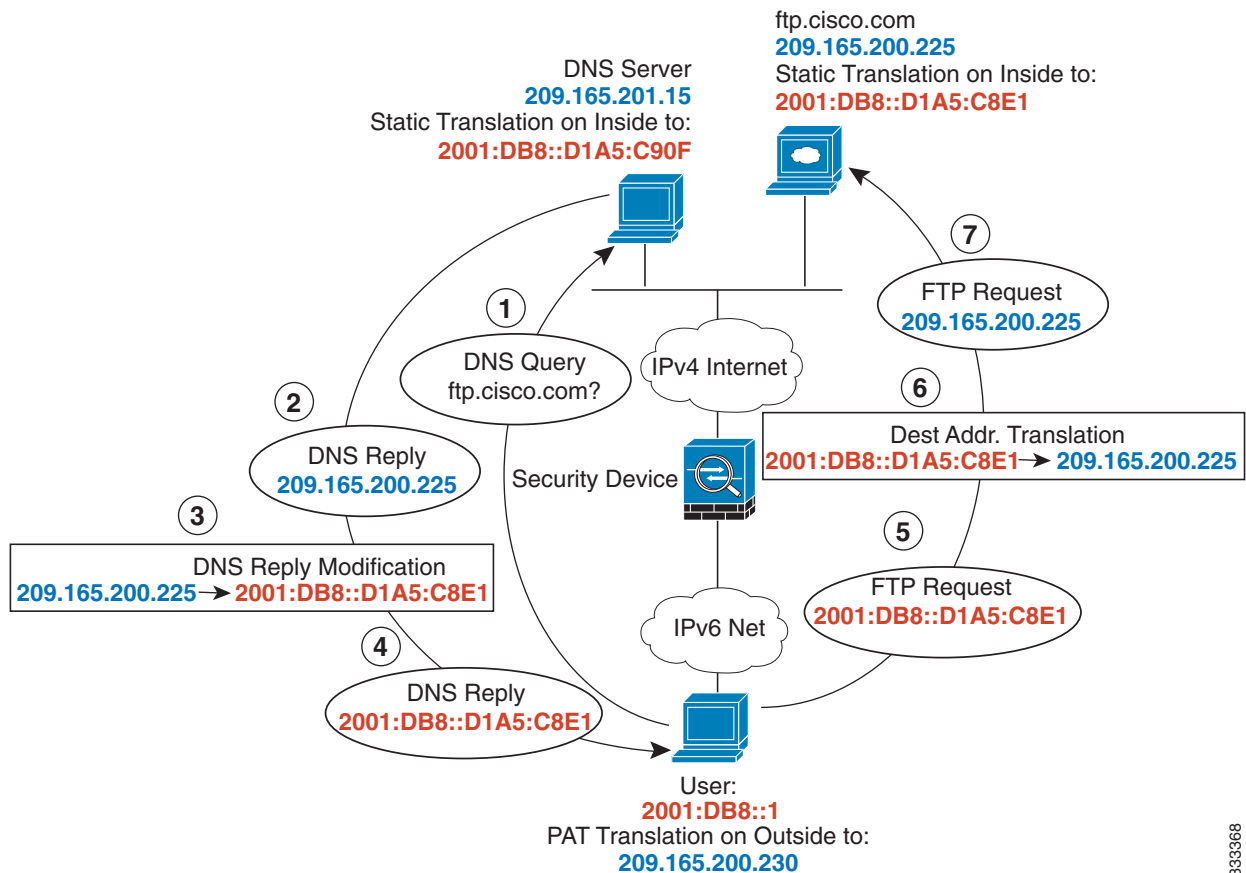 ftp.cisco.com
209.165.200.225
Static Translation on Inside to:
2001:DB8::D1A5:C8E1
DNS Server
209.165.201.15
Static Translation on Inside to:
2001:DB8::D1A5:C90F
7
FTP Request
209.165.200.225
1
DNS Query
ftp.cisco.com?
IPv4 Internet
2
DNS Reply
209.165.200.225
6
Dest Addr. Translation
2001:DB8::D1A5:C8E1 → 209.165.200.225
Security Device
3
DNS Reply Modification
209.165.200.225 → 2001:DB8::D1A5:C8E1
5
FTP Request
2001:DB8::D1A5:C8E1
IPv6 Net
4
DNS Reply
2001:DB8::D1A5:C8E1
User:
2001:DB8::1
PAT Translation on Outside to:
209.165.200.230
333368